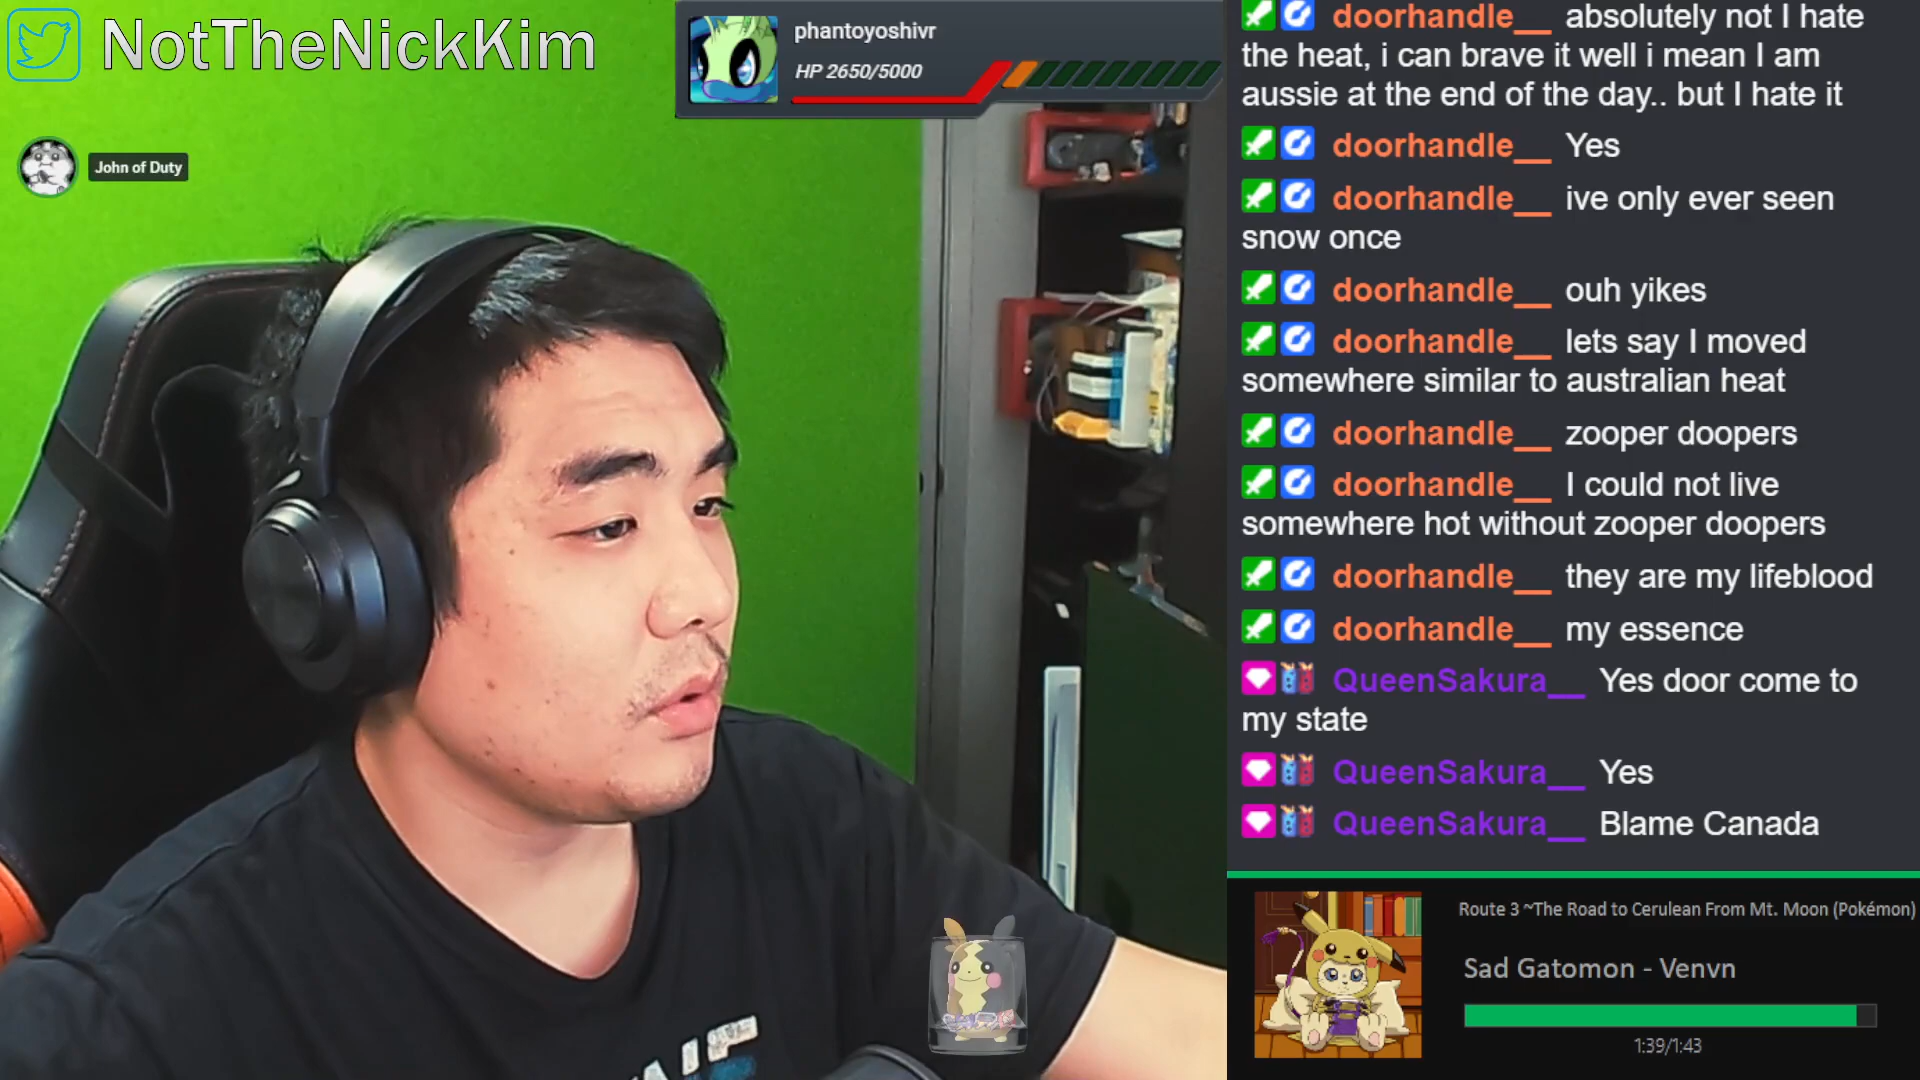 NotTheNickKim
phantoyoshivr
HP 2650/5000
John of Duty
doorhandle__ absolutely not I hate
the heat, i can brave it well i mean I am
aussie at the end of the day.. but I hate it
doorhandle__ Yes
doorhandle__ ive only ever seen
snow once
doorhandle__ ouh yikes
doorhandle__ lets say I moved
somewhere similar to australian heat
doorhandle__ zooper doopers
doorhandle__ I could not live
somewhere hot without zooper doopers
doorhandle__ they are my lifeblood
doorhandle__ my essence
QueenSakura__ Yes door come to
my state
QueenSakura__ Yes
QueenSakura__ Blame Canada
Route 3 ~The Road to Cerulean From Mt. Moon (Pokémon)
Sad Gatomon - Venvn
1:39/1:43